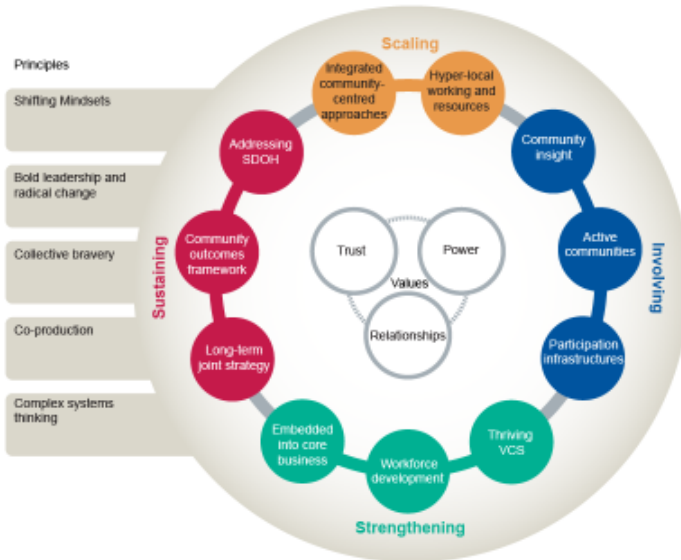 Principles
Shifting Mindsets
Bold leadership and
radical change
Collective bravery
Co-production
Complex systems
thinking
Scaling
Integrated
community-
centred
approaches
Hyper-local
working and
resources
Involving
Community
insight
Active
communities
Participation
infrastructures
Strengthening
Thriving
VCS
Workforce
development
Embedded
into core
business
Sustaining
Long-term
joint strategy
Community
outcomes
framework
Addressing
SDOH
Trust
Power
Values
Relationships